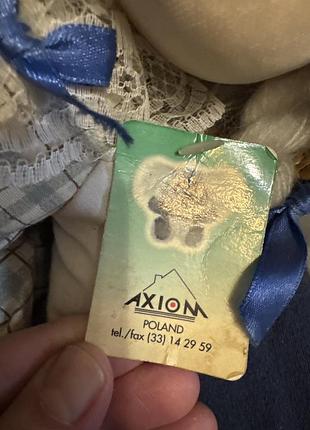 AXIOM
POLAND
tel./fax (33) 14 29 59